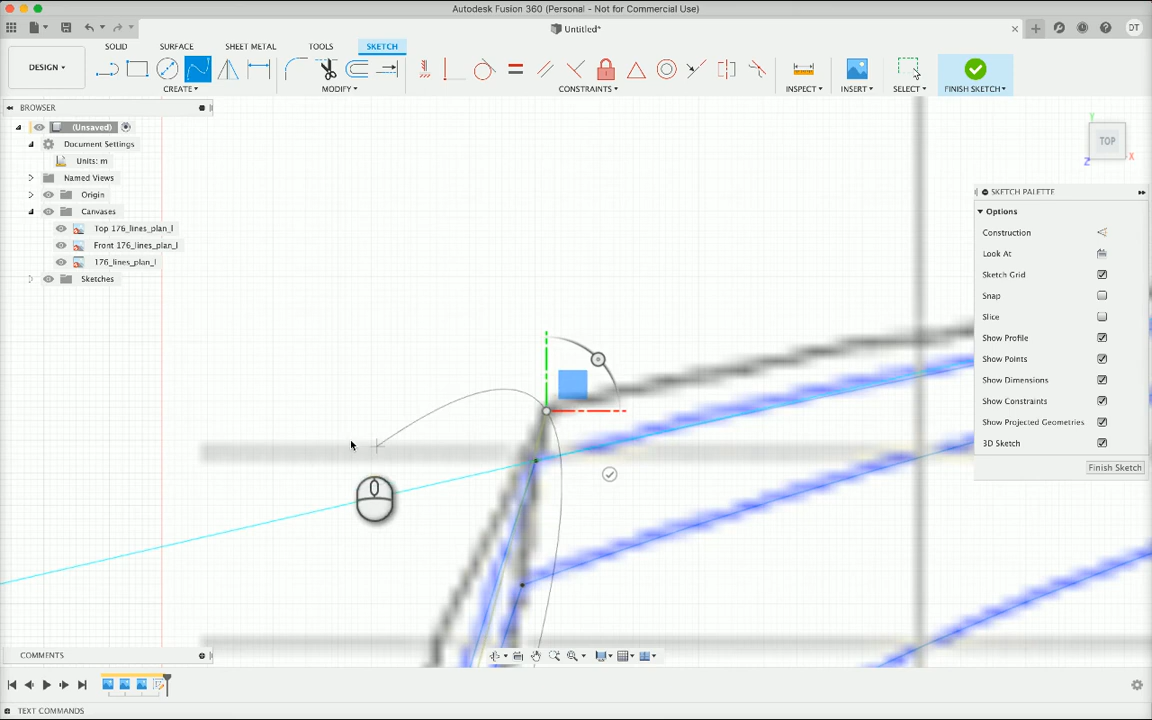 Autodesk Fusion 360 (Personal - Not for Commercial Use)
Untitled*
DT
DESIGN
SOLID
SURFACE
SHEET METAL
TOOLS
SKETCH
CREATE
MODIFY
CONSTRAINTS
INSPECT
INSERT
SELECT
FINISH SKETCH
BROWSER
(Unsaved)
Document Settings
Units: m
Named Views
Origin
Canvases
Top 176_lines_plan_l
Front 176_lines_plan_l
176_lines_plan_l
Sketches
Y
TOP
X
Z
SKETCH PALETTE
Options
Construction
Look At
Sketch Grid
Snap
Slice
Show Profile
Show Points
Show Dimensions
Show Constraints
Show Projected Geometries
3D Sketch
Finish Sketch
COMMENTS
TEXT COMMANDS